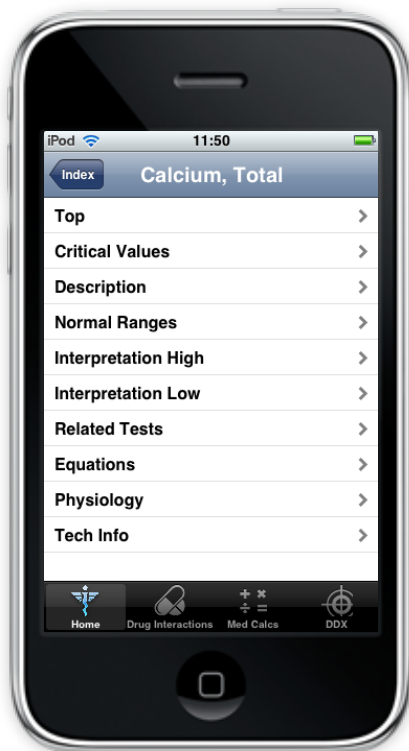 iPod 11:50
Index Calcium, Total
Top
Critical Values
Description
Normal Ranges
Interpretation High
Interpretation Low
Related Tests
Equations
Physiology
Tech Info
Home Drug Interactions Med Calcs DDX